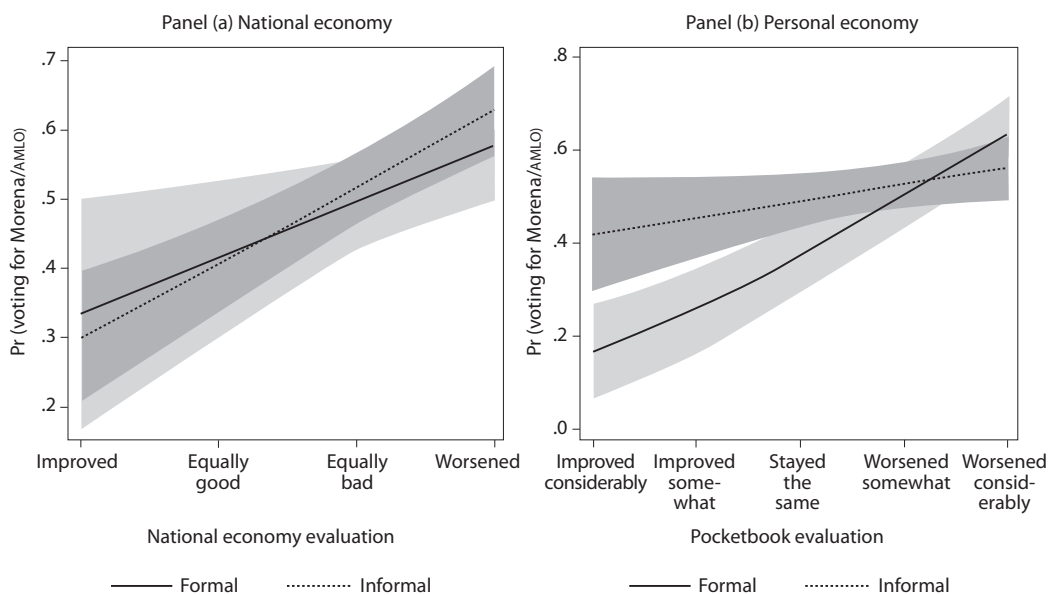 Panel (a) National economy
Pr (voting for Morena/AMLO)
.7
.6
.5
.4
.3
.2
Improved
Equally
good
Equally
bad
Worsened
National economy evaluation
Formal
Informal
Panel (b) Personal economy
Pr (voting for Morena/AMLO)
.8
.6
.4
.2
.0
Improved
considerably
Improved
some-
what
Stayed
the
same
Worsened
somewhat
Worsened
consid-
erably
Pocketbook evaluation
Formal
Informal